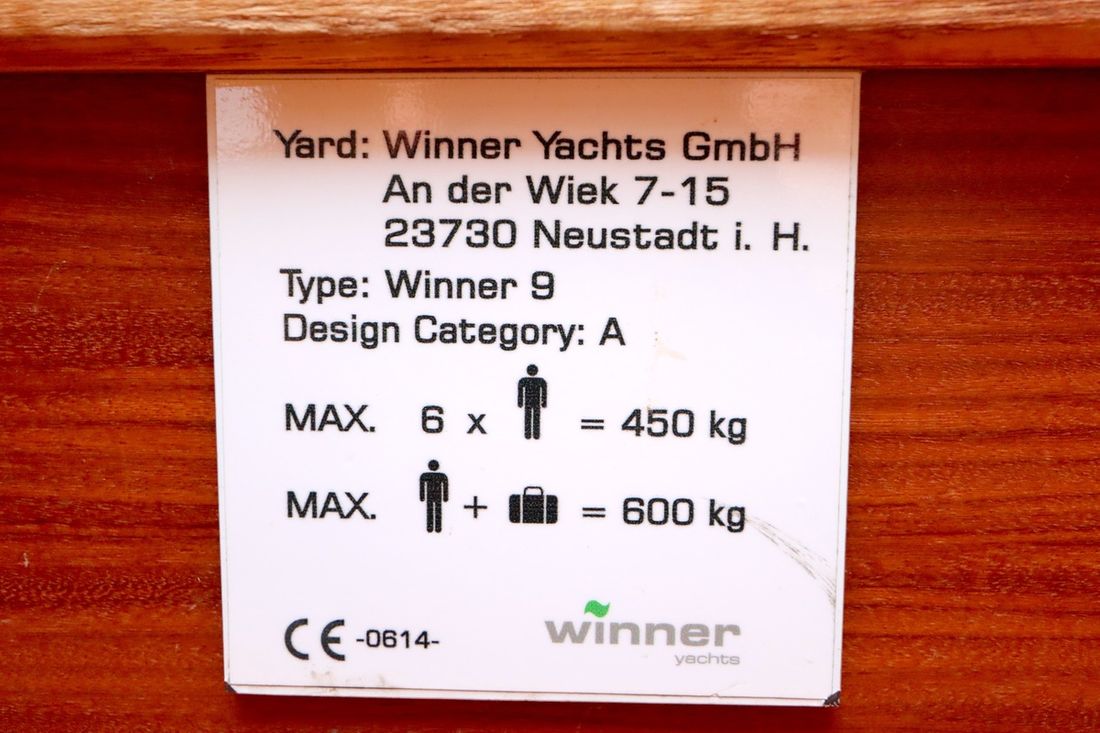 Yard: Winner Yachts GmbH
An der Wiek 7-15
23730 Neustadt i. H.
Type: Winner 9
Design Category: A
MAX. 6 x = 450 kg
MAX. + = 600 kg
CE -0614-
winner
yachts